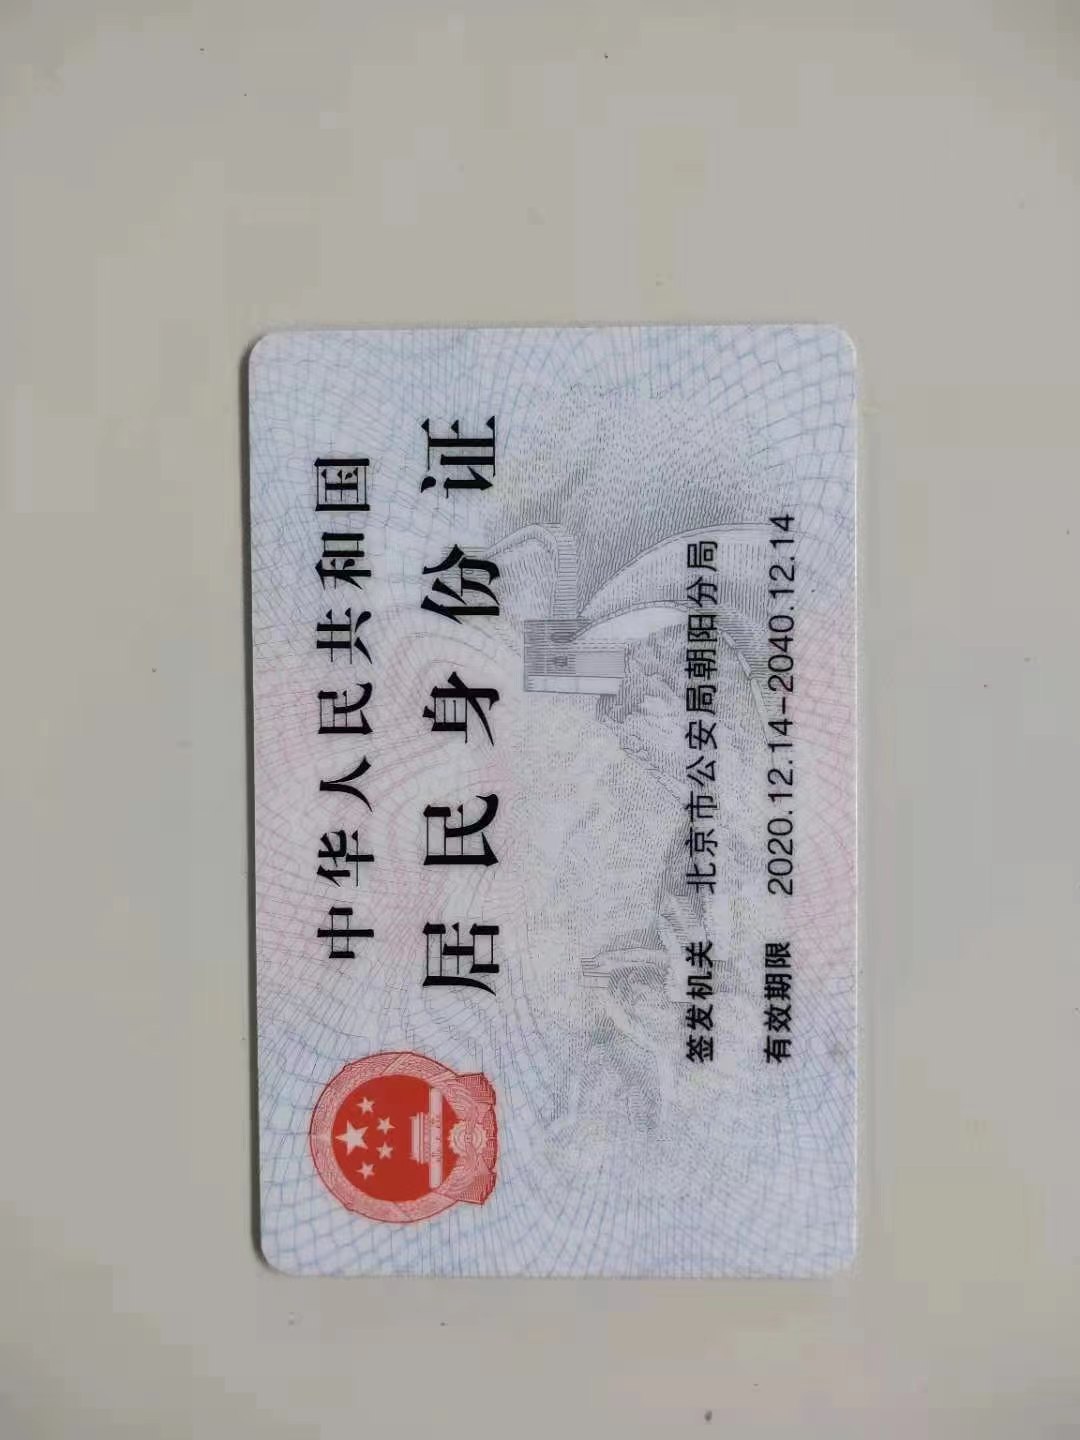 中华人民共和国
居民身份证
签发机关 北京市公安局朝阳分局
有效期限 2020.12.14-2040.12.14